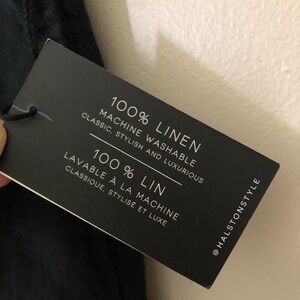 100% LINEN
MACHINE WASHABLE
CLASSIC, STYLISH AND LUXURIOUS
100 % LIN
LAVABLE À LA MACHINE
CLASSIQUE, STYLISÉ ET LUXE
@HALSTONSTYLE